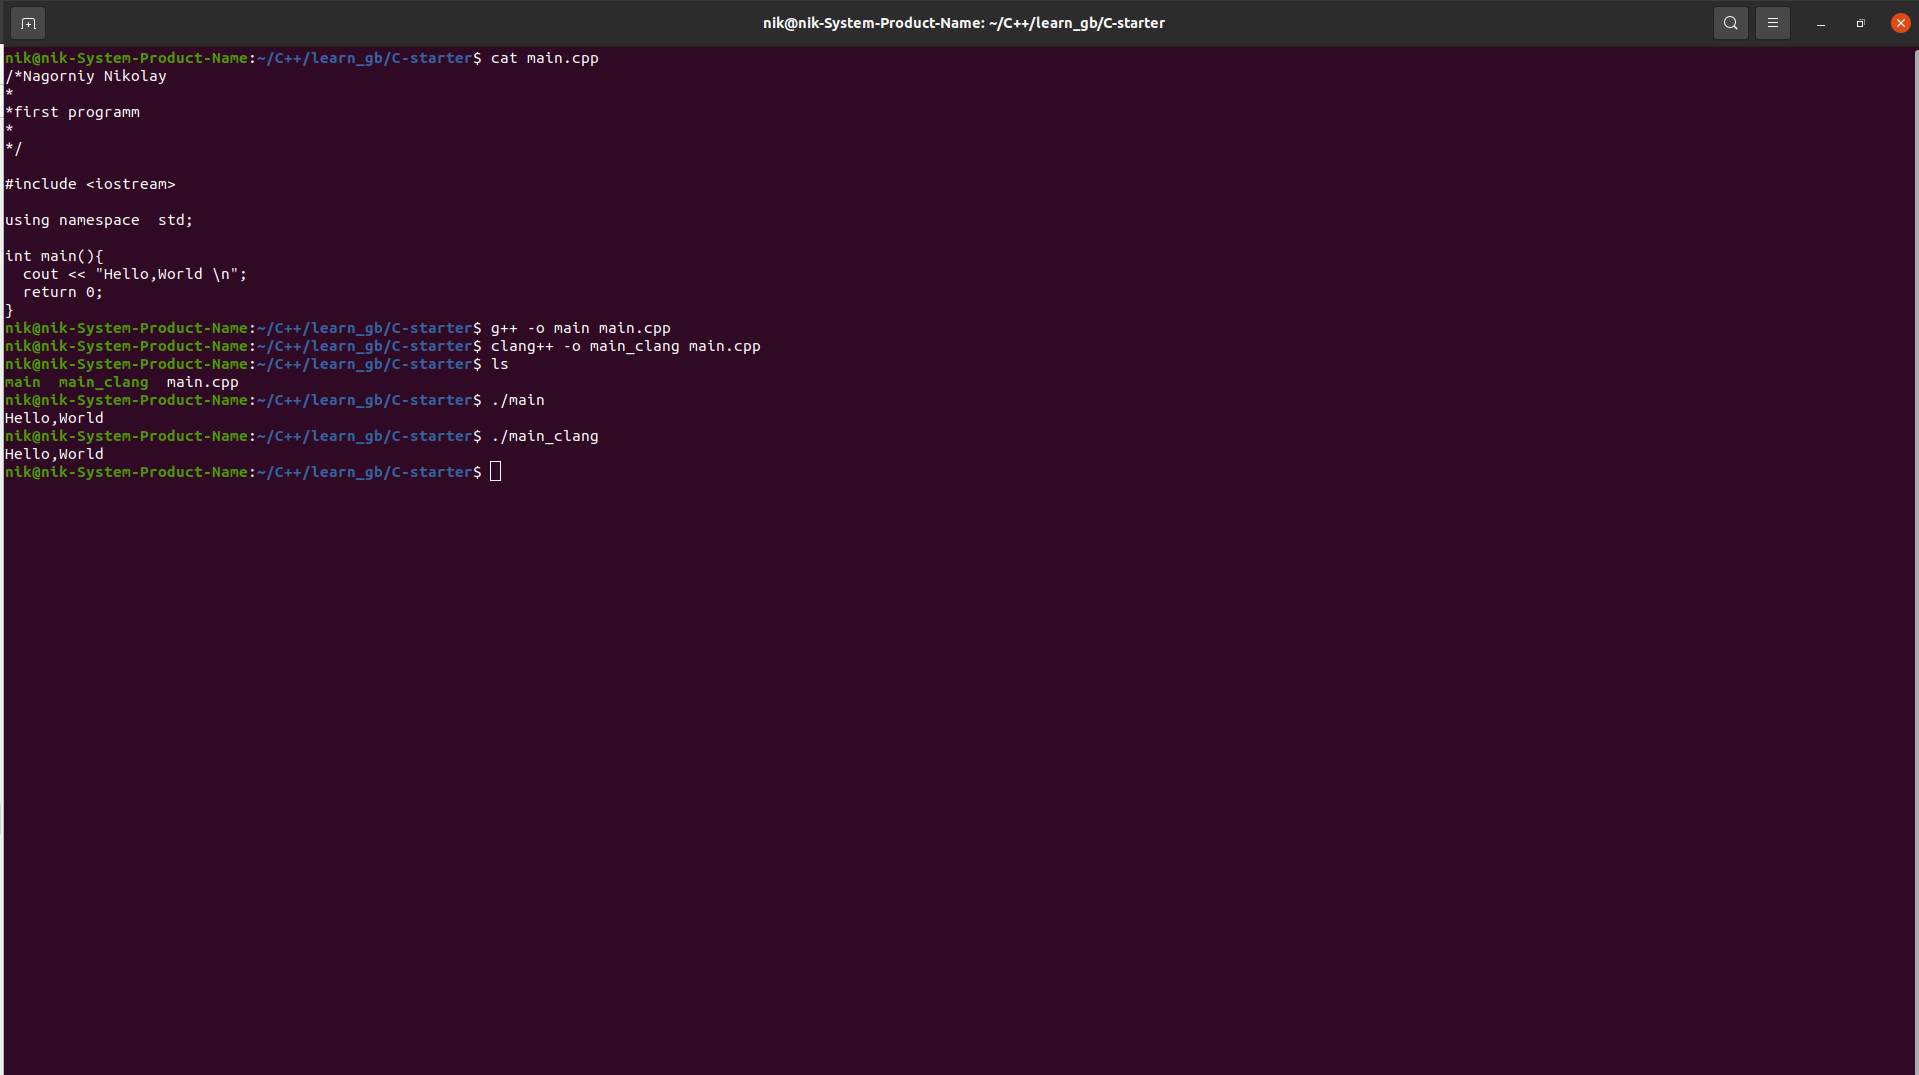 nik@nik-System-Product-Name: ~/C++/learn_gb/C-starter
nik@nik-System-Product-Name:~/C++/learn_gb/C-starter$ cat main.cpp
/*Nagorniy Nikolay
*
*first programm
*
*/

#include <iostream>

using namespace  std;

int main(){
  cout << "Hello,World \n";
  return 0;
}
nik@nik-System-Product-Name:~/C++/learn_gb/C-starter$ g++ -o main main.cpp
nik@nik-System-Product-Name:~/C++/learn_gb/C-starter$ clang++ -o main_clang main.cpp
nik@nik-System-Product-Name:~/C++/learn_gb/C-starter$ ls
main  main_clang  main.cpp
nik@nik-System-Product-Name:~/C++/learn_gb/C-starter$ ./main
Hello,World
nik@nik-System-Product-Name:~/C++/learn_gb/C-starter$ ./main_clang
Hello,World
nik@nik-System-Product-Name:~/C++/learn_gb/C-starter$